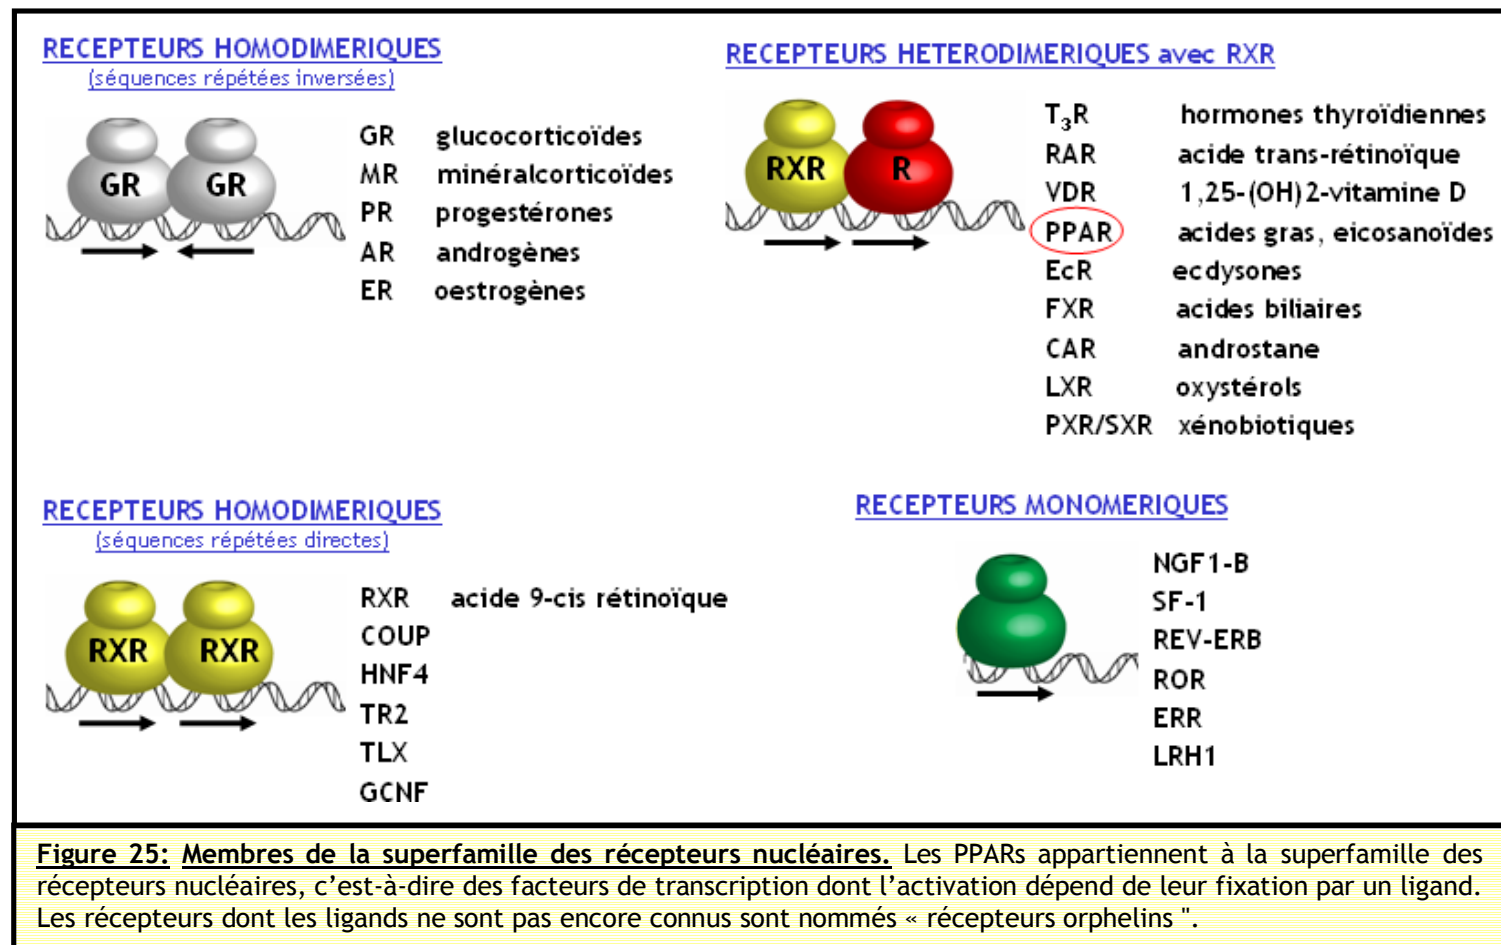 RECEPTEURS HOMODIMERIQUES
(séquences répétées inversées)
GR GR
GR glucocorticoïdes
MR minéralcorticoïdes
PR progestérones
AR androgènes
ER oestrogènes
RECEPTEURS HETERODIMERIQUES avec RXR
RXR R
T3R hormones thyroïdiennes
RAR acide trans-rétinoïque
VDR 1,25-(OH)2-vitamine D
PPAR acides gras, eicosanoïdes
EcR ecdysones
FXR acides biliaires
CAR androstane
LXR oxystérols
PXR/SXR xénobiotiques
RECEPTEURS HOMODIMERIQUES
(séquences répétées directes)
RXR RXR
RXR acide 9-cis rétinoïque
COUP
HNF4
TR2
TLX
GCNF
RECEPTEURS MONOMERIQUES
NGF1-B
SF-1
REV-ERB
ROR
ERR
LRH1
Figure 25: Membres de la superfamille des récepteurs nucléaires. Les PPARs appartiennent à la superfamille des
récepteurs nucléaires, c’est-à-dire des facteurs de transcription dont l’activation dépend de leur fixation par un ligand.
Les récepteurs dont les ligands ne sont pas encore connus sont nommés « récepteurs orphelins ".